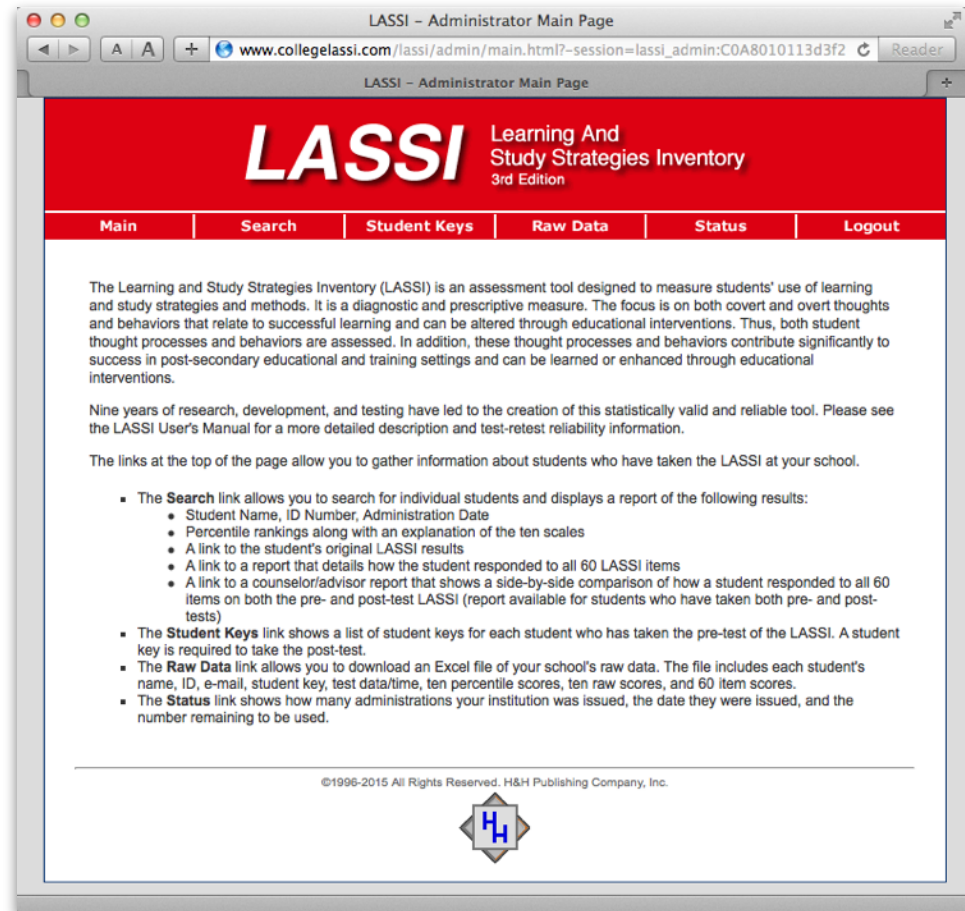 LASSI – Administrator Main Page
A A + www.collegelassi.com/lassi/admin/main.html?-session=lassi_admin:C0A8010113d3f2 Reader
LASSI – Administrator Main Page +
LASSI
Learning And
Study Strategies Inventory
3rd Edition
Main Search Student Keys Raw Data Status Logout
The Learning and Study Strategies Inventory (LASSI) is an assessment tool designed to measure students' use of learning
and study strategies and methods. It is a diagnostic and prescriptive measure. The focus is on both covert and overt thoughts
and behaviors that relate to successful learning and can be altered through educational interventions. Thus, both student
thought processes and behaviors are assessed. In addition, these thought processes and behaviors contribute significantly to
success in post-secondary educational and training settings and can be learned or enhanced through educational
interventions.
Nine years of research, development, and testing have led to the creation of this statistically valid and reliable tool. Please see
the LASSI User's Manual for a more detailed description and test-retest reliability information.
The links at the top of the page allow you to gather information about students who have taken the LASSI at your school.
▪ The Search link allows you to search for individual students and displays a report of the following results:
• Student Name, ID Number, Administration Date
• Percentile rankings along with an explanation of the ten scales
• A link to the student's original LASSI results
• A link to a report that details how the student responded to all 60 LASSI items
• A link to a counselor/advisor report that shows a side-by-side comparison of how a student responded to all 60
items on both the pre- and post-test LASSI (report available for students who have taken both pre- and post-
tests)
▪ The Student Keys link shows a list of student keys for each student who has taken the pre-test of the LASSI. A student
key is required to take the post-test.
▪ The Raw Data link allows you to download an Excel file of your school's raw data. The file includes each student's
name, ID, e-mail, student key, test data/time, ten percentile scores, ten raw scores, and 60 item scores.
▪ The Status link shows how many administrations your institution was issued, the date they were issued, and the
number remaining to be used.
©1996-2015 All Rights Reserved. H&H Publishing Company, Inc.
HH